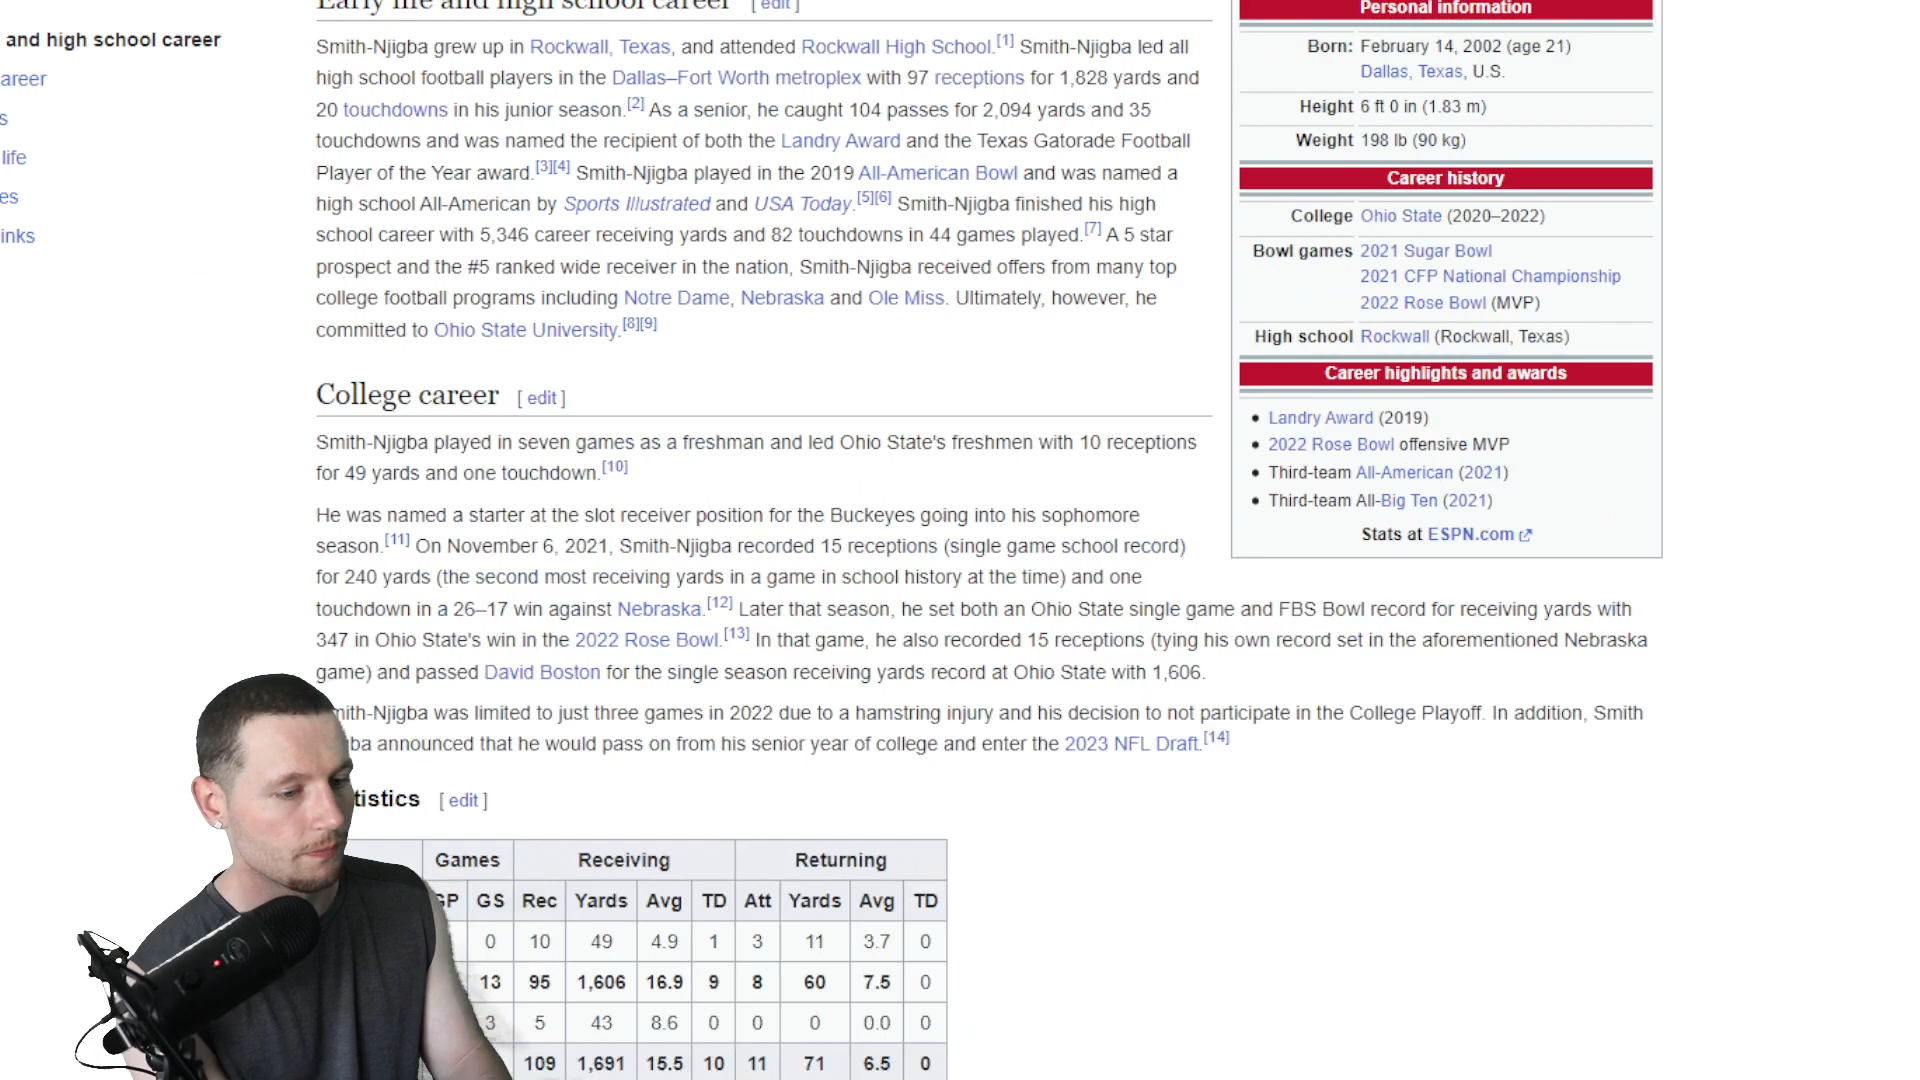 Early life and high school career [ edit ]
and high school career
areer
s
life
es
inks
Smith-Njigba grew up in Rockwall, Texas, and attended Rockwall High School.[1] Smith-Njigba led all
high school football players in the Dallas–Fort Worth metroplex with 97 receptions for 1,828 yards and
20 touchdowns in his junior season.[2] As a senior, he caught 104 passes for 2,094 yards and 35
touchdowns and was named the recipient of both the Landry Award and the Texas Gatorade Football
Player of the Year award.[3][4] Smith-Njigba played in the 2019 All-American Bowl and was named a
high school All-American by Sports Illustrated and USA Today.[5][6] Smith-Njigba finished his high
school career with 5,346 career receiving yards and 82 touchdowns in 44 games played.[7] A 5 star
prospect and the #5 ranked wide receiver in the nation, Smith-Njigba received offers from many top
college football programs including Notre Dame, Nebraska and Ole Miss. Ultimately, however, he
committed to Ohio State University.[8][9]
College career [ edit ]
Smith-Njigba played in seven games as a freshman and led Ohio State's freshmen with 10 receptions
for 49 yards and one touchdown.[10]
He was named a starter at the slot receiver position for the Buckeyes going into his sophomore
season.[11] On November 6, 2021, Smith-Njigba recorded 15 receptions (single game school record)
for 240 yards (the second most receiving yards in a game in school history at the time) and one
touchdown in a 26–17 win against Nebraska.[12] Later that season, he set both an Ohio State single game and FBS Bowl record for receiving yards with
347 in Ohio State's win in the 2022 Rose Bowl.[13] In that game, he also recorded 15 receptions (tying his own record set in the aforementioned Nebraska
game) and passed David Boston for the single season receiving yards record at Ohio State with 1,606.
mith-Njigba was limited to just three games in 2022 due to a hamstring injury and his decision to not participate in the College Playoff. In addition, Smith
ba announced that he would pass on from his senior year of college and enter the 2023 NFL Draft.[14]
tistics [ edit ]
Games Receiving Returning
GP GS Rec Yards Avg TD Att Yards Avg TD
0 10 49 4.9 1 3 11 3.7 0
13 95 1,606 16.9 9 8 60 7.5 0
3 5 43 8.6 0 0 0 0.0 0
109 1,691 15.5 10 11 71 6.5 0
Personal information
Born: February 14, 2002 (age 21)
Dallas, Texas, U.S.
Height 6 ft 0 in (1.83 m)
Weight 198 lb (90 kg)
Career history
College Ohio State (2020–2022)
Bowl games 2021 Sugar Bowl
2021 CFP National Championship
2022 Rose Bowl (MVP)
High school Rockwall (Rockwall, Texas)
Career highlights and awards
• Landry Award (2019)
• 2022 Rose Bowl offensive MVP
• Third-team All-American (2021)
• Third-team All-Big Ten (2021)
Stats at ESPN.com